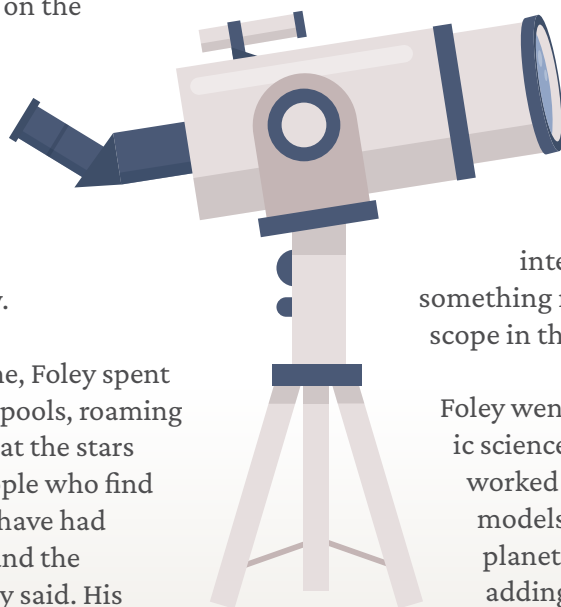 on the
y.
ne, Foley spent
pools, roaming
at the stars
ple who find
have had
nd the
y said. His
inte
something
scope in th
Foley wen
ic science
worked
models
planet
adding